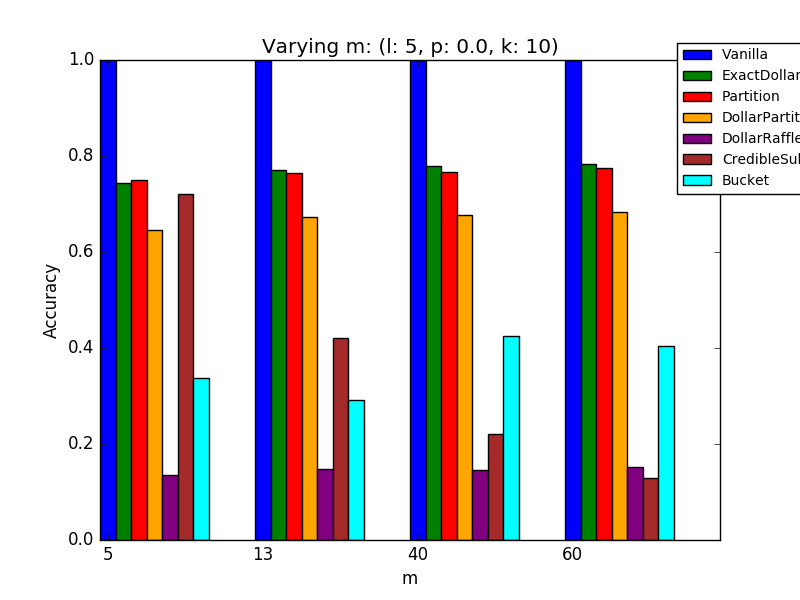 Varying m: (l: 5, p: 0.0, k: 10)
1.0
0.8
0.6
0.4
0.2
0.0
Accuracy
5 13 40 60
m
Vanilla
ExactDollar
Partition
DollarPartit
DollarRaffle
CredibleSu
Bucket